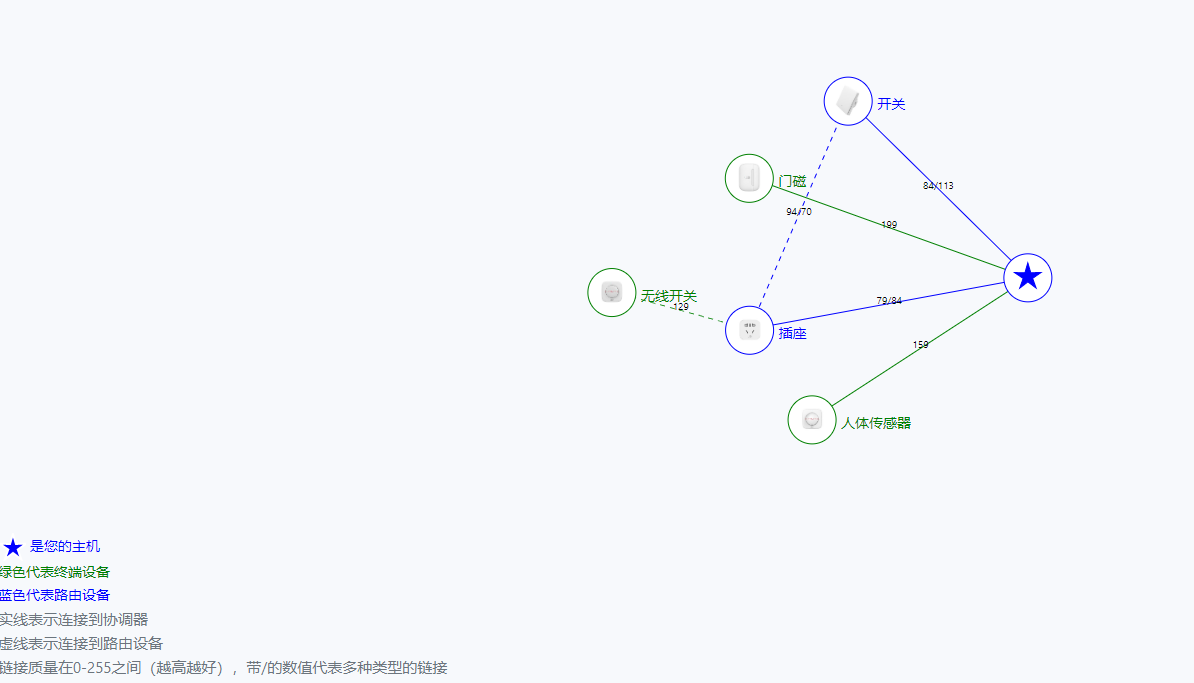 开关
门磁
84/113
94/70
199
无线开关
129
79/84
插座
159
人体传感器
是您的主机
绿色代表终端设备
蓝色代表路由设备
实线表示连接到协调器
虚线表示连接到路由设备
链接质量在0-255之间（越高越好），带/的数值代表多种类型的链接